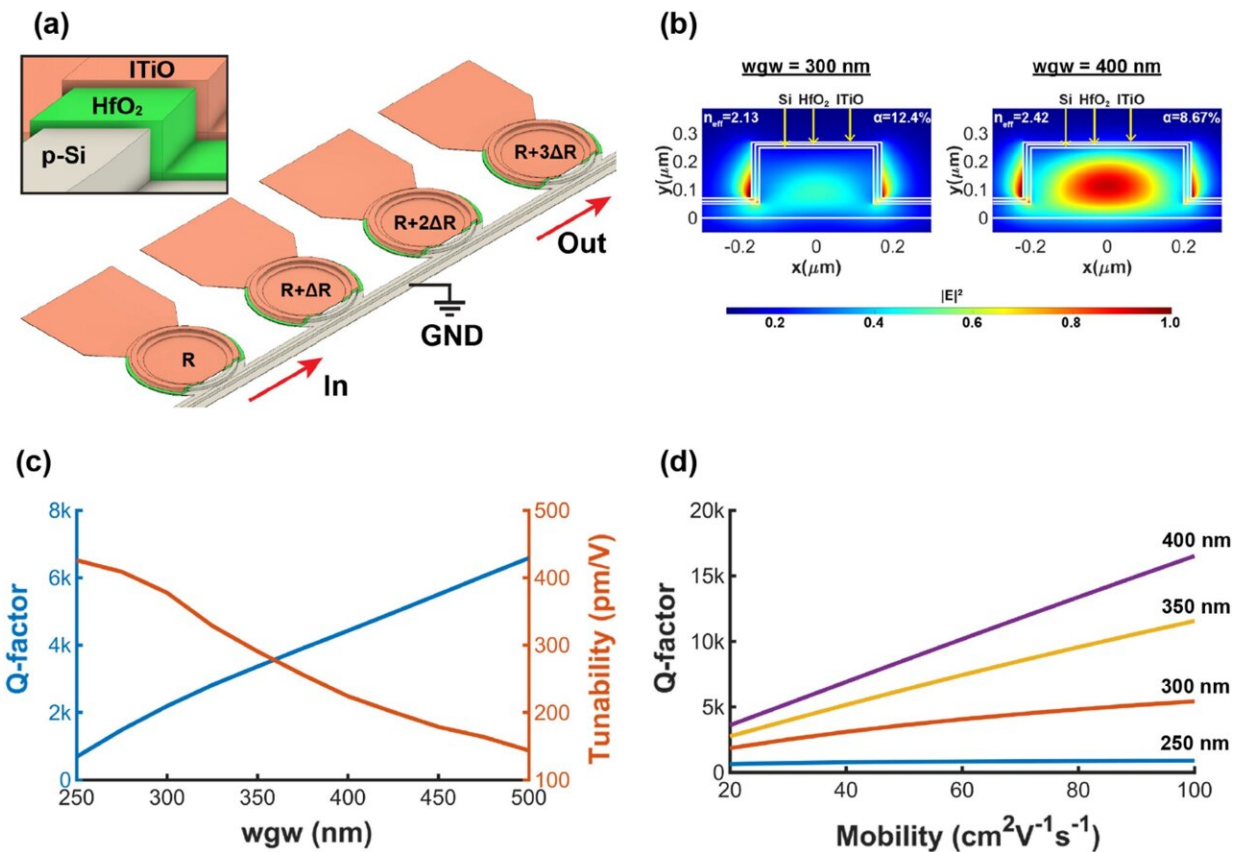 (a)
ITiO
HfO₂
p-Si
R
R+ΔR
R+2ΔR
R+3ΔR
In
GND
Out
(b)
wgw = 300 nm
wgw = 400 nm
Si HfO₂ ITiO
Si HfO₂ ITiO
n_eff=2.13
α=12.4%
n_eff=2.42
α=8.67%
y(μm)
0.3
0.2
0.1
0
-0.2 0 0.2
x(μm)
y(μm)
0.3
0.2
0.1
0
-0.2 0 0.2
x(μm)
|E|²
0.2 0.4 0.6 0.8 1.0
(c)
Q-factor
8k
6k
4k
2k
0
250 300 350 400 450 500
wgw (nm)
500
400
300
200
100
Tunability (pm/V)
(d)
Q-factor
20k
15k
10k
5k
0
400 nm
350 nm
300 nm
250 nm
20 40 60 80 100
Mobility (cm²V⁻¹s⁻¹)